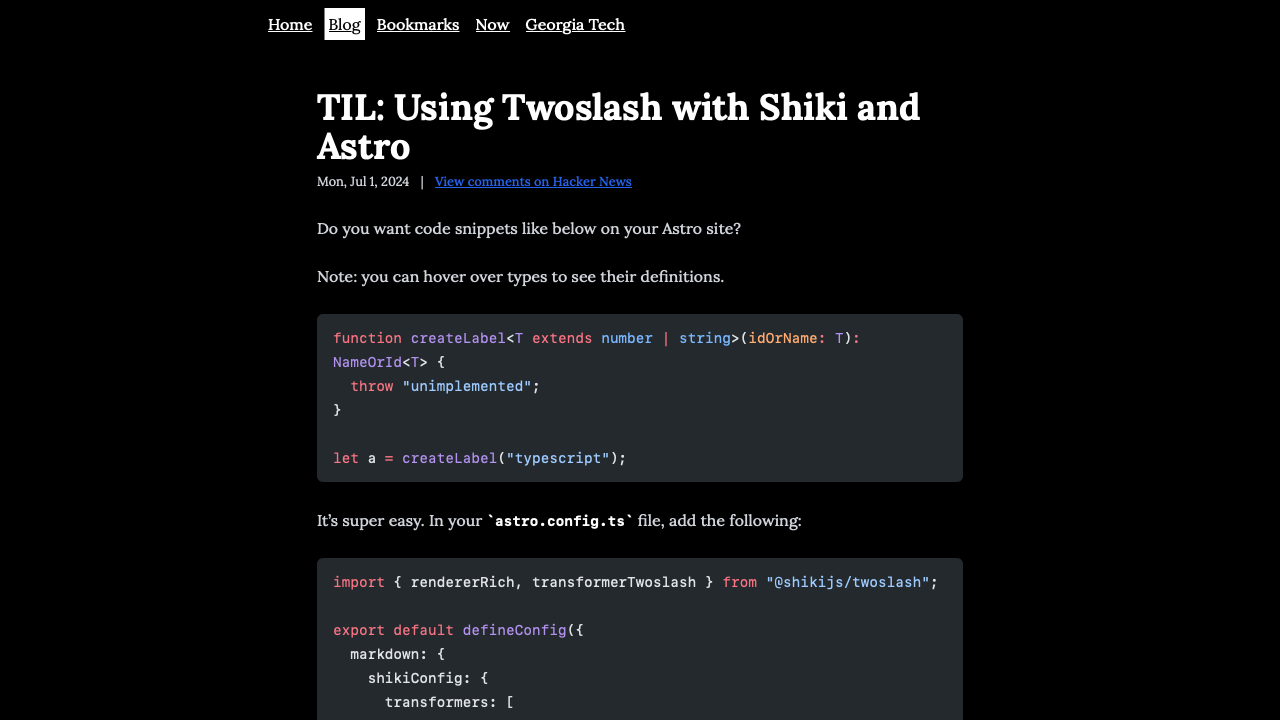 Home Blog Bookmarks Now Georgia Tech
TIL: Using Twoslash with Shiki and
Astro
Mon, Jul 1, 2024 | View comments on Hacker News
Do you want code snippets like below on your Astro site?
Note: you can hover over types to see their definitions.
function createLabel<T extends number | string>(idOrName: T):
NameOrId<T> {
  throw "unimplemented";
}
let a = createLabel("typescript");
It’s super easy. In your `astro.config.ts` file, add the following:
import { rendererRich, transformerTwoslash } from "@shikijs/twoslash";
export default defineConfig({
  markdown: {
    shikiConfig: {
      transformers: [